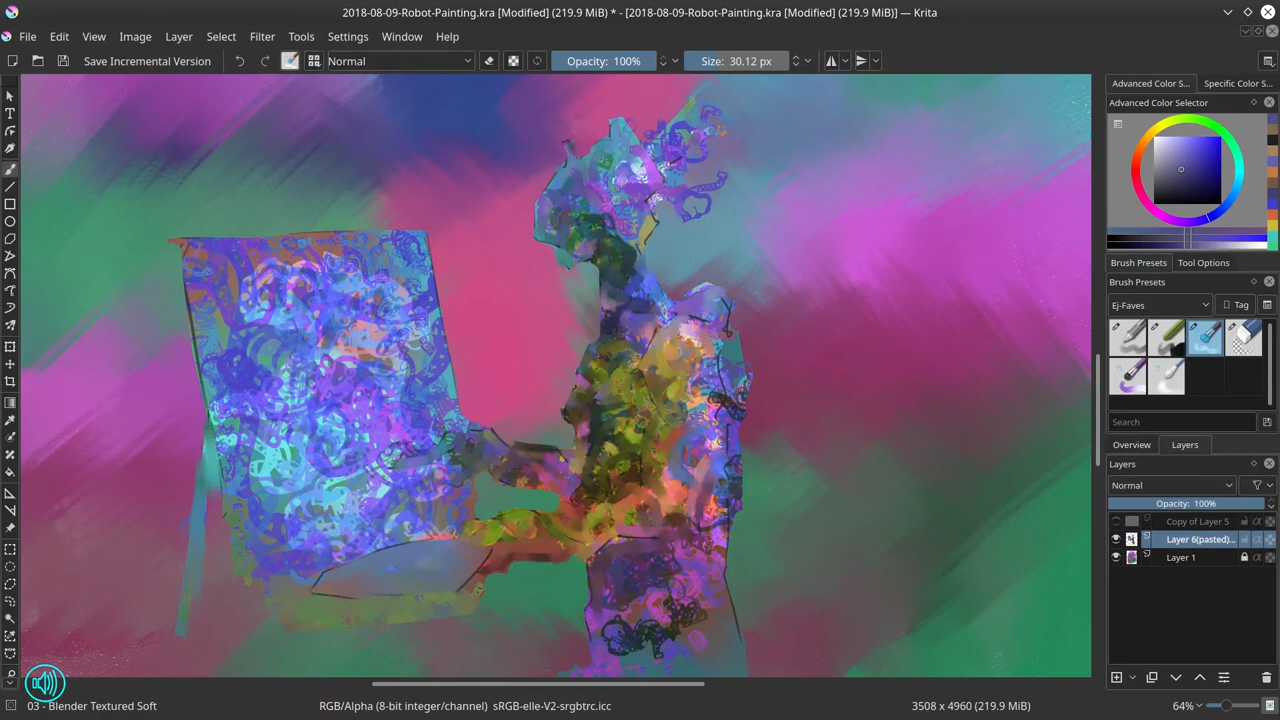 2018-08-09-Robot-Painting.kra [Modified] (219.9 MiB) * - [2018-08-09-Robot-Painting.kra [Modified] (219.9 MiB)] — Krita
File Edit View Image Layer Select Filter Tools Settings Window Help
Save Incremental Version Normal Opacity: 100% Size: 30.12 px
Advanced Color S... Specific Color S...
Advanced Color Selector
Brush Presets Tool Options
Brush Presets
Ej-Faves Tag
Search
Overview Layers
Layers
Normal
Opacity: 100%
Copy of Layer 5
Layer 6(pasted)...
Layer 1
03 - Blender Textured Soft RGB/Alpha (8-bit integer/channel) sRGB-elle-V2-srgbtrc.icc 3508 x 4960 (219.9 MiB) 64%